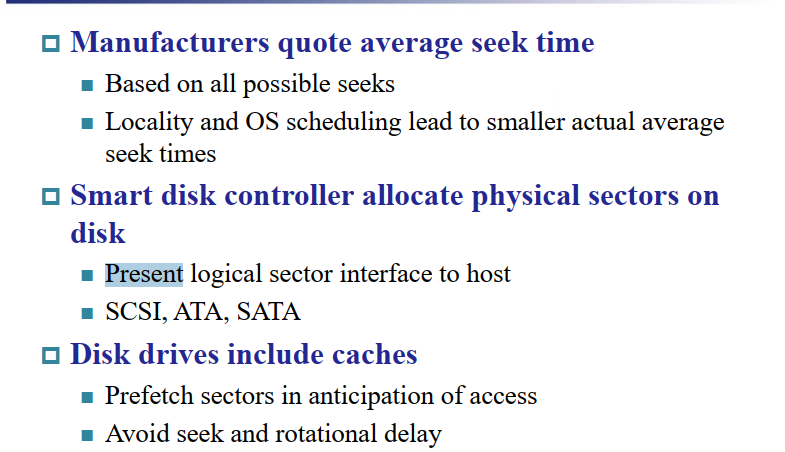 Manufacturers quote average seek time
Based on all possible seeks
Locality and OS scheduling lead to smaller actual average
seek times
Smart disk controller allocate physical sectors on
disk
Present logical sector interface to host
SCSI, ATA, SATA
Disk drives include caches
Prefetch sectors in anticipation of access
Avoid seek and rotational delay